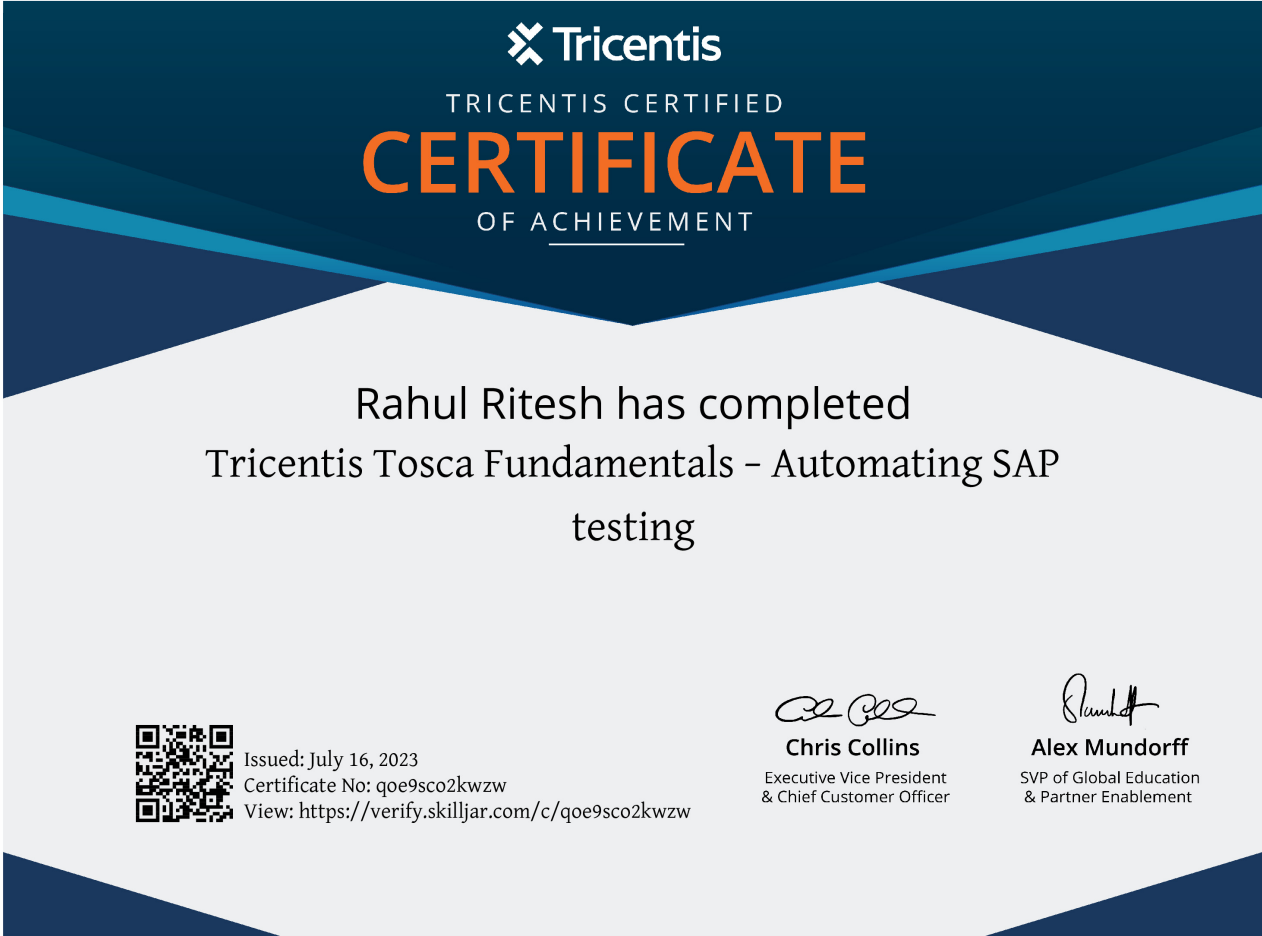 Tricentis
TRICENTIS CERTIFIED
CERTIFICATE
OF ACHIEVEMENT
Rahul Ritesh has completed
Tricentis Tosca Fundamentals – Automating SAP
testing
Issued: July 16, 2023
Certificate No: qoe9sco2kwzw
View: https://verify.skilljar.com/c/qoe9sco2kwzw
Chris Collins
Executive Vice President
& Chief Customer Officer
Alex Mundorff
SVP of Global Education
& Partner Enablement